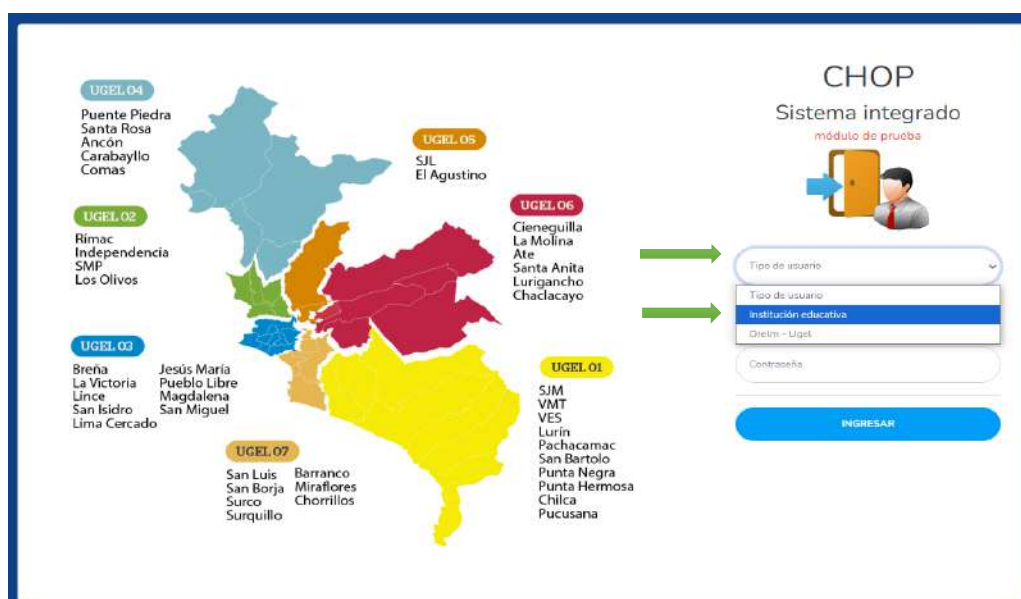 UGEL 04
Puente Piedra
Santa Rosa
Ancón
Carabayllo
Comas
UGEL 05
SJL
El Agustino
UGEL 02
Rímac
Independencia
SMP
Los Olivos
UGEL 06
Cieneguilla
La Molina
Ate
Santa Anita
Lurigancho
Chaclacayo
UGEL 03
Breña
La Victoria
Lince
San Isidro
Lima Cercado
Jesús María
Pueblo Libre
Magdalena
San Miguel
UGEL 01
SJM
VMT
VES
Lurín
Pachacamac
San Bartolo
Punta Negra
Punta Hermosa
Chilca
Pucusana
UGEL 07
San Luis
San Borja
Surco
Surquillo
Barranco
Miraflores
Chorrillos
CHOP
Sistema integrado
módulo de prueba
Tipo de usuario
Tipo de usuario
Institución educativa
Drelm - Ugel
Contraseña
INGRESAR